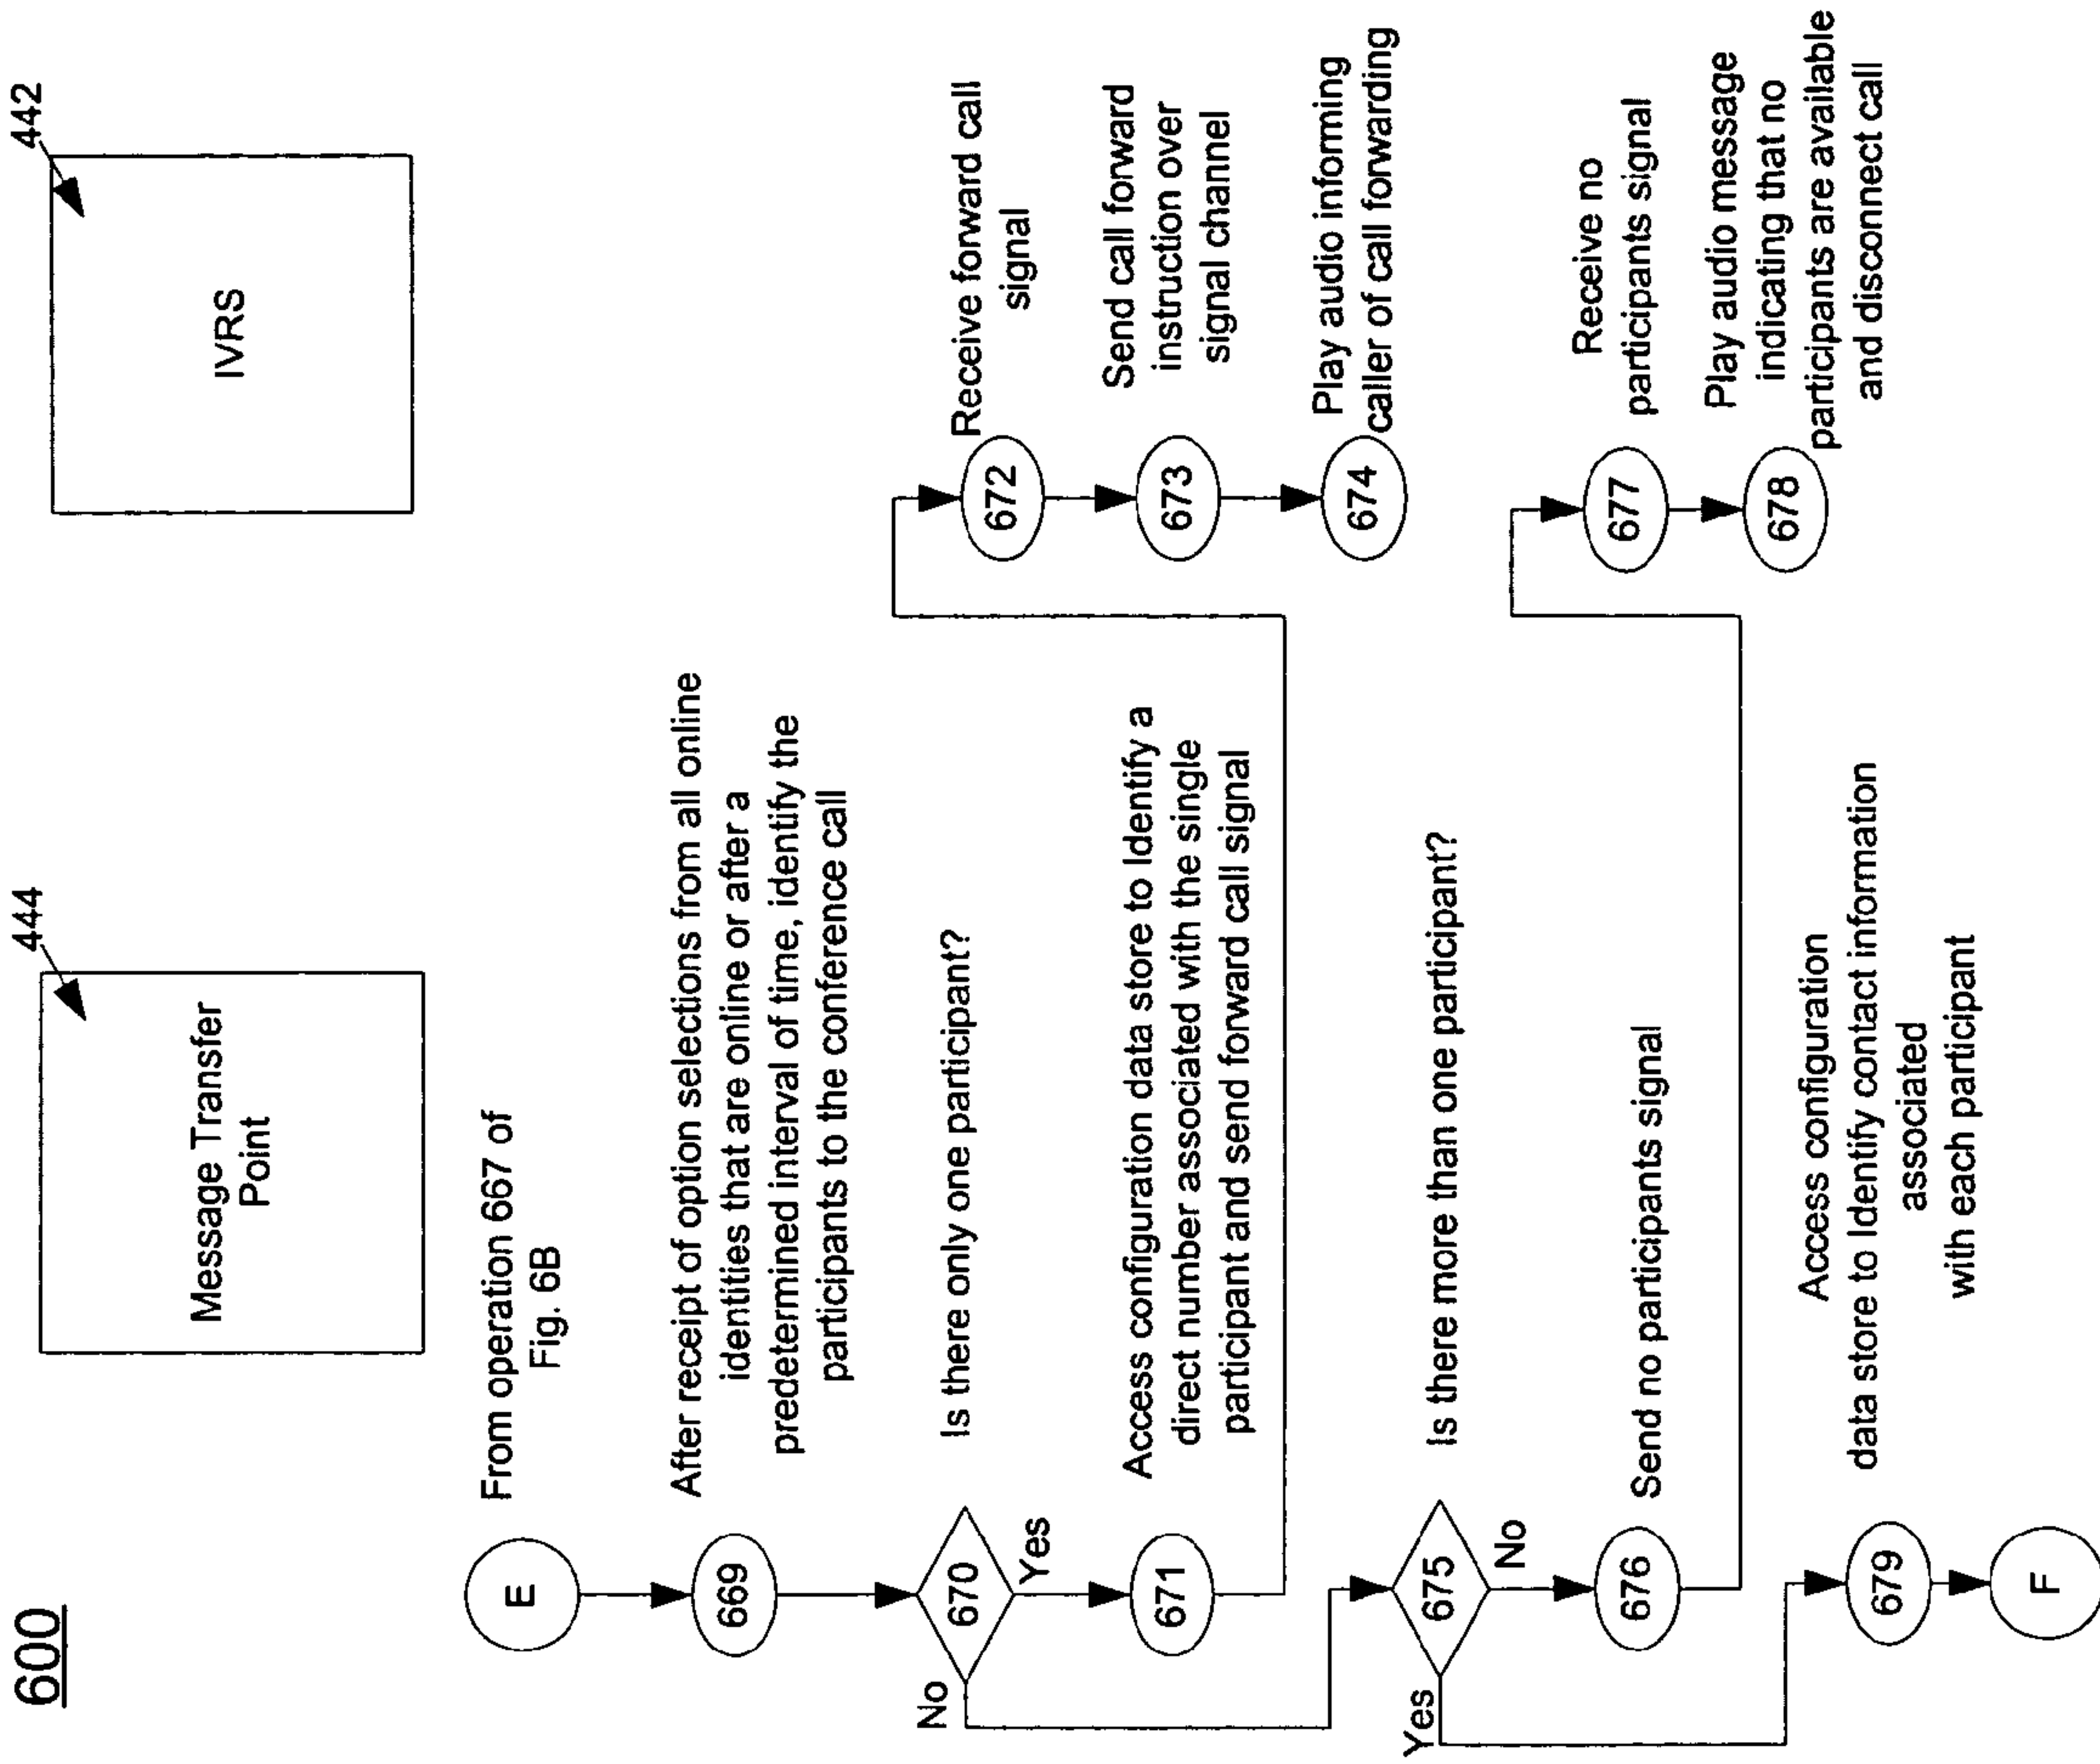 600
444
Message Transfer
Point
442
IVRS
From operation 667 of
Fig. 6B
E
669
After receipt of option selections from all online
identities that are online or after a
predetermined interval of time, identify the
participants to the conference call
670
Is there only one participant?
No
Yes
671
Access configuration data store to Identify a
direct number associated with the single
participant and send forward call signal
672
Receive forward call
signal
673
Send call forward
instruction over
signal channel
674
Play audio informing
caller of call forwarding
675
Is there more than one participant?
Yes
No
676
Send no participants signal
677
Receive no
participants signal
678
Play audio message
indicating that no
participants are available
and disconnect call
679
Access configuration
data store to Identify contact information
associated
with each participant
F